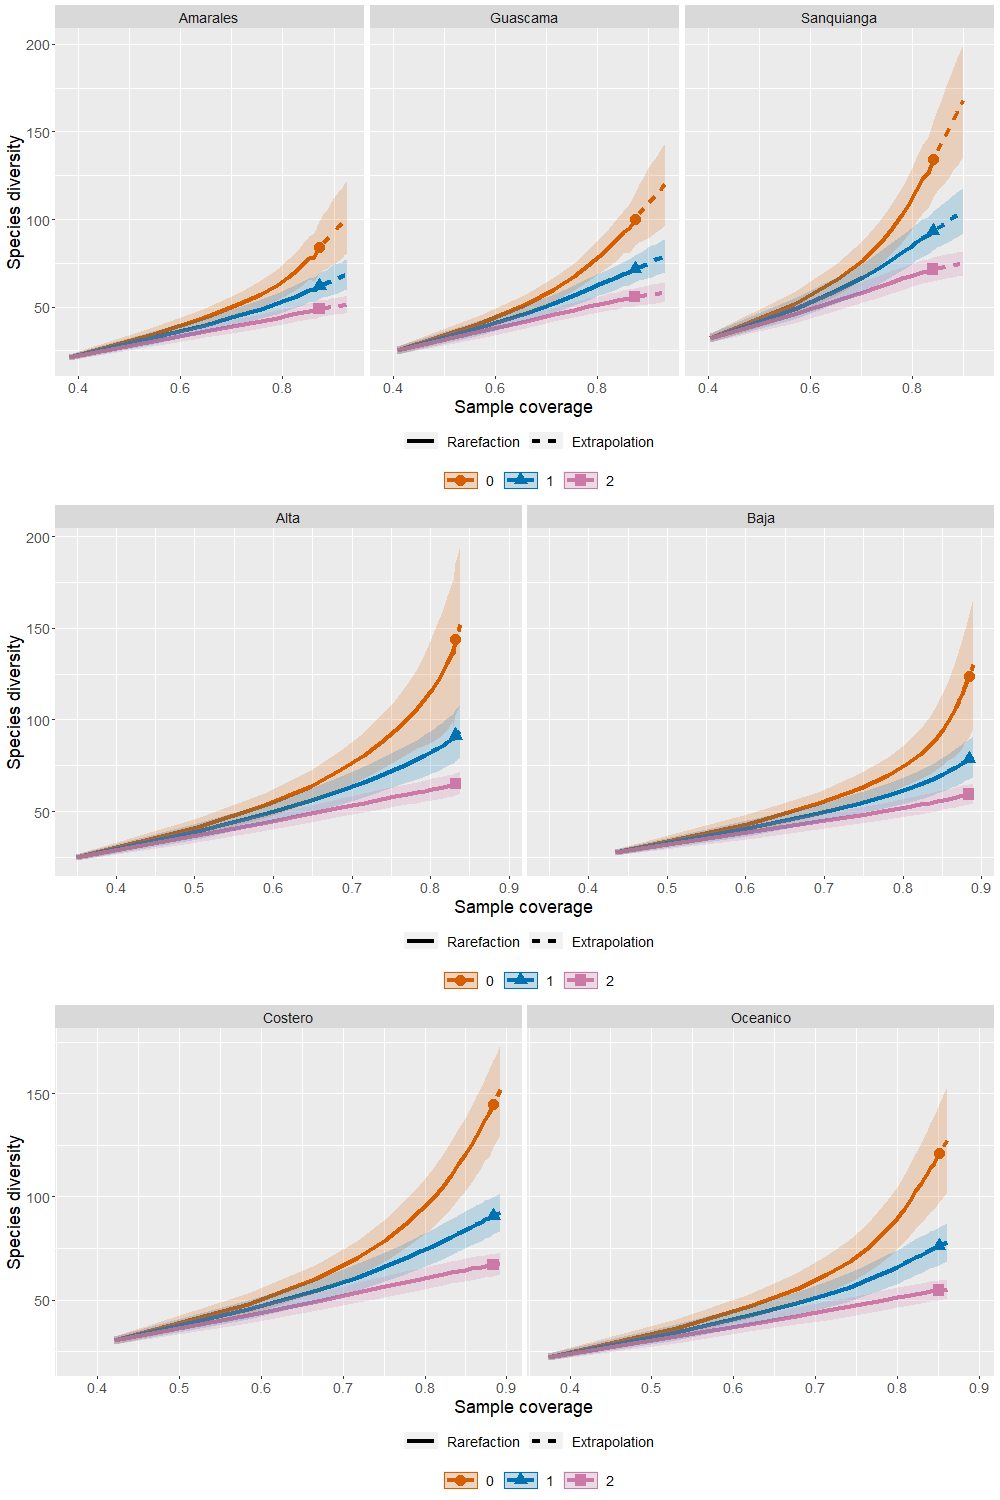 Amarales Guascama Sanquianga
200
150
100
50
Species diversity
0.4 0.6 0.8 0.4 0.6 0.8 0.4 0.6 0.8
Sample coverage
Rarefaction Extrapolation
0 1 2
Alta Baja
200
150
100
50
Species diversity
0.4 0.5 0.6 0.7 0.8 0.9 0.4 0.5 0.6 0.7 0.8 0.9
Sample coverage
Rarefaction Extrapolation
0 1 2
Costero Oceanico
150
100
50
Species diversity
0.4 0.5 0.6 0.7 0.8 0.9 0.4 0.5 0.6 0.7 0.8 0.9
Sample coverage
Rarefaction Extrapolation
0 1 2